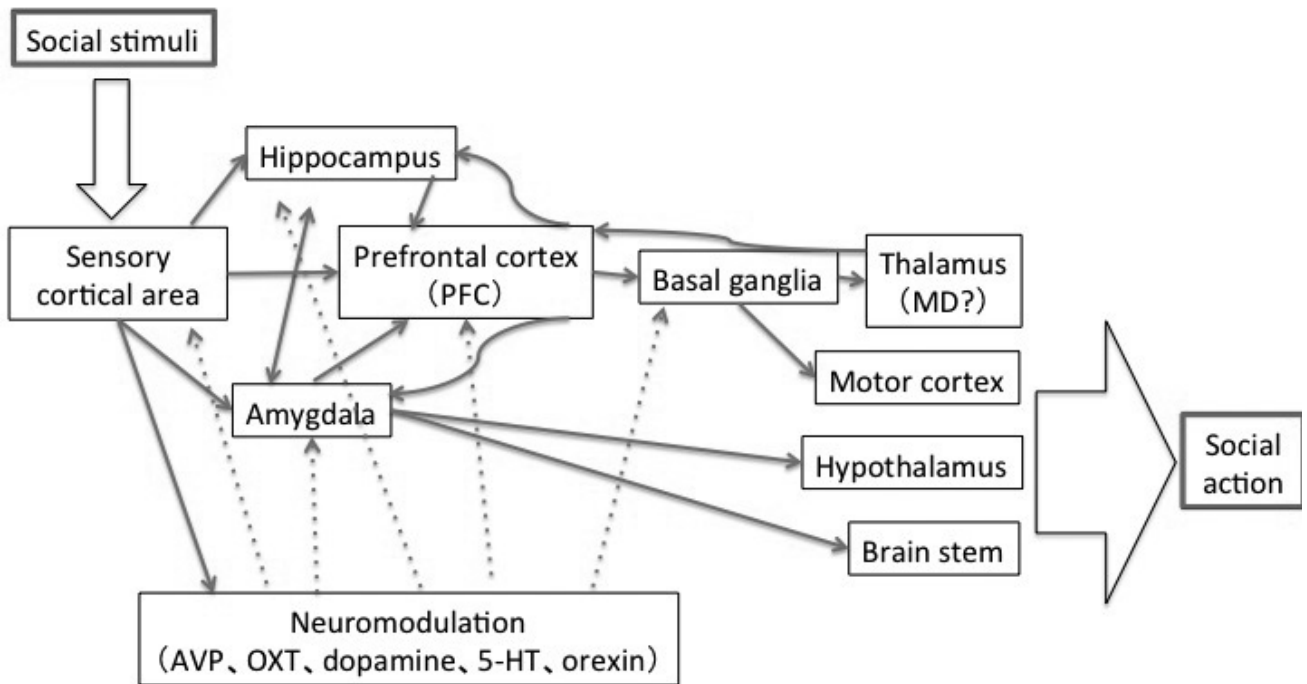 Social stimuli
Hippocampus
Sensory
cortical area
Prefrontal cortex
（PFC）
Basal ganglia
Thalamus
（MD?）
Motor cortex
Amygdala
Hypothalamus
Social
action
Brain stem
Neuromodulation
（AVP、OXT、dopamine、5-HT、orexin）